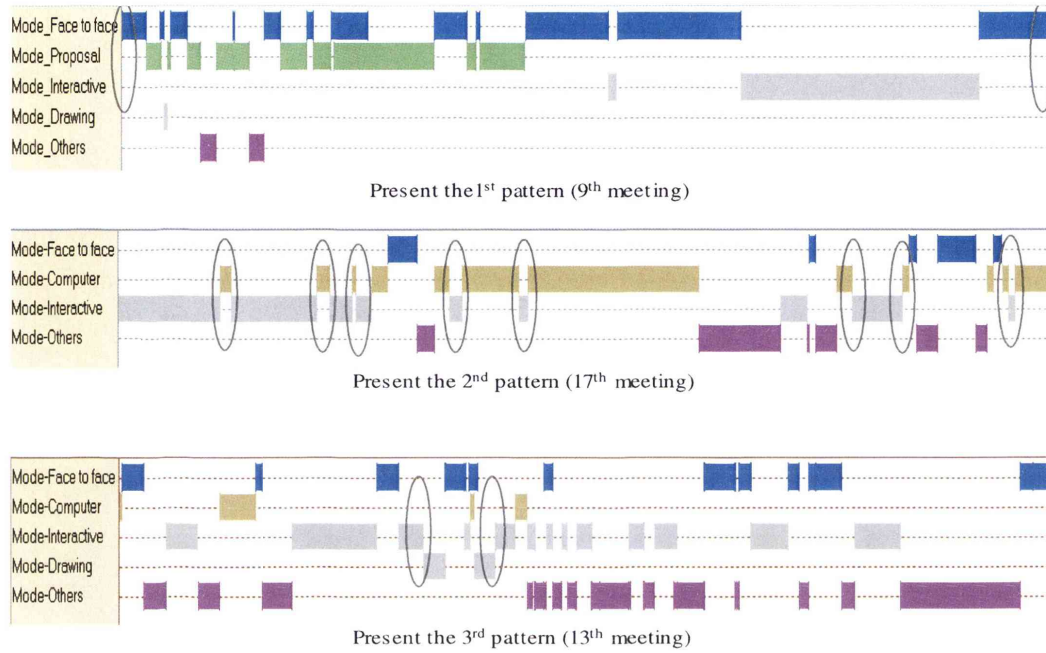 Mode_Face to face
Mode_Proposal
Mode_Interactive
Mode_Drawing
Mode_Others
Present the1st pattern (9th meeting)
Mode-Face to face
Mode-Computer
Mode-Interactive
Mode-Others
Present the 2nd pattern (17th meeting)
Mode-Face to face
Mode-Computer
Mode-Interactive
Mode-Drawing
Mode-Others
Present the 3rd pattern (13th meeting)